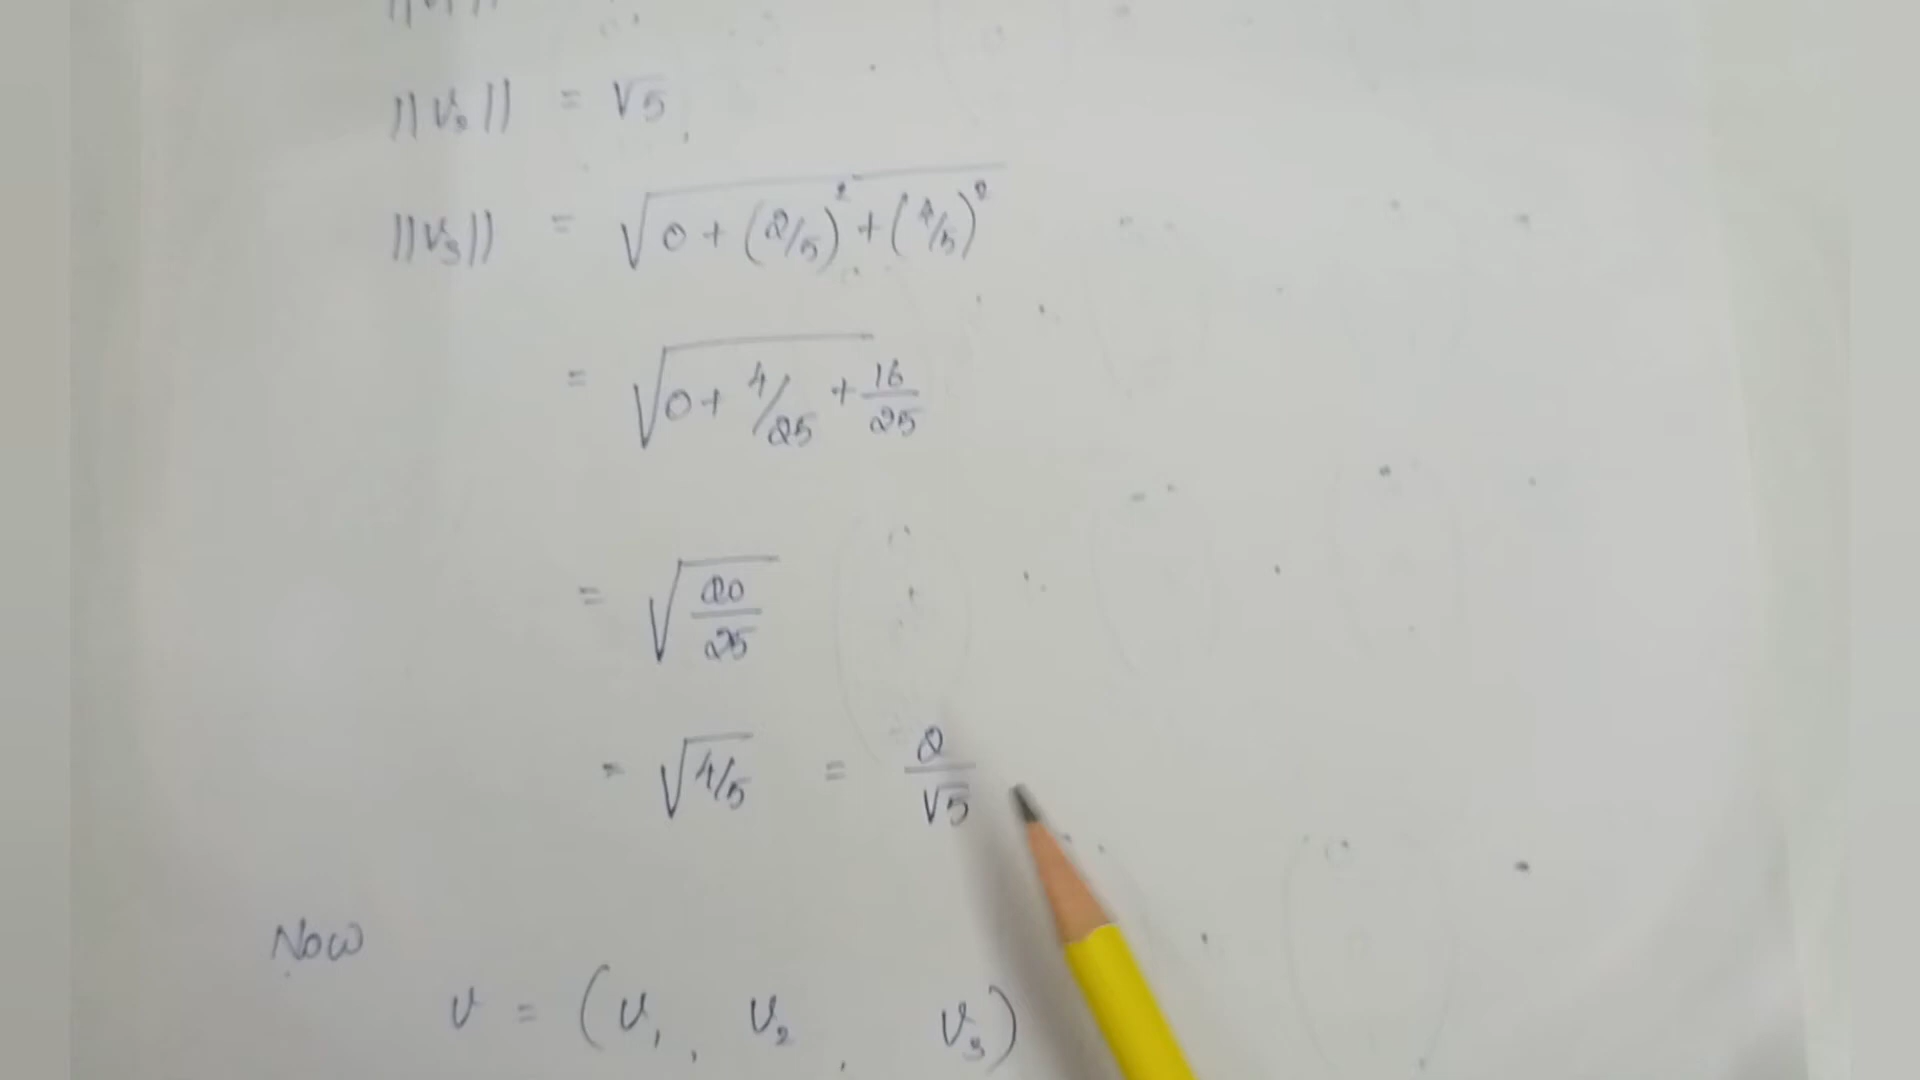 ||V₂|| = √5
||V₃|| = √(0 + (2/5)² + (4/5)²)
= √(0 + 4/25 + 16/25)
= √(20/25)
= √(4/5) = 2/√5
Now
V = (V₁, V₂, V₃)